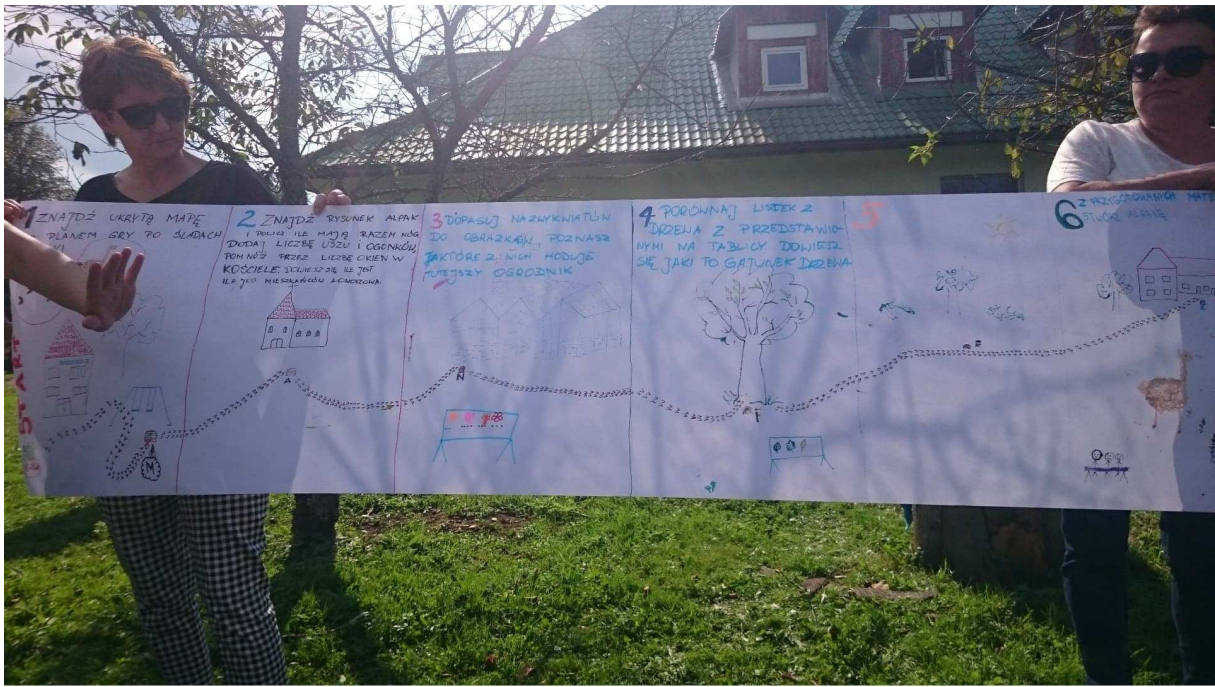 START
1 ZNAJDŹ UKRYTĄ MAPĘ
PLANEM GRY PO ŚLADACH
2 ZNAJDŹ RYSUNEK ALPAK
I POLICZ ILE MAJĄ RAZEM NÓG
DODAJ LICZBĘ USZU I OGONKÓW,
POMNÓŻ PRZEZ LICZBĘ OKIEN W
KOŚCIELE. DOWIESZ SIĘ ILE JEST
ILE JEST MIESZKAŃCÓW
3 DOPASUJ NAZWY KWIATÓW
DO OBRAZKÓW, POZNASZ
KTÓRE Z NICH HODUJE
TUTEJSZY OGRODNIK
4 PORÓWNAJ LISTEK Z
DRZEWA Z PRZEDSTAWIO-
NYMI NA TABLICY DOWIESZ
SIĘ JAKI TO GATUNEK DRZEWA
5
6 Z PRZYGOTOWANYCH MATE
STWÓRZ ALPAKĘ
A
N
M